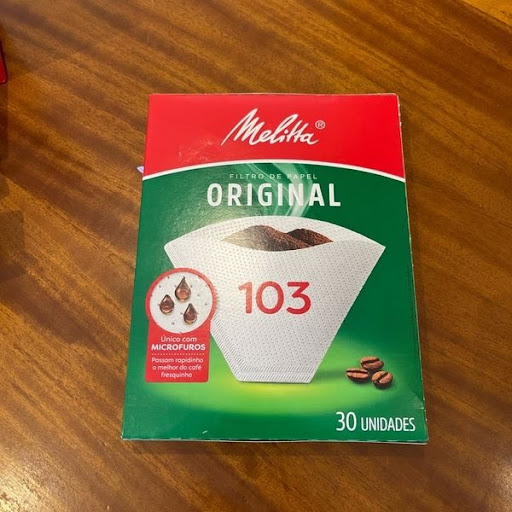 Melitta®
FILTRO DE PAPEL
ORIGINAL
103
Único com
MICROFUROS
Passam rapidinho
o melhor do café
fresquinho
30 UNIDADES